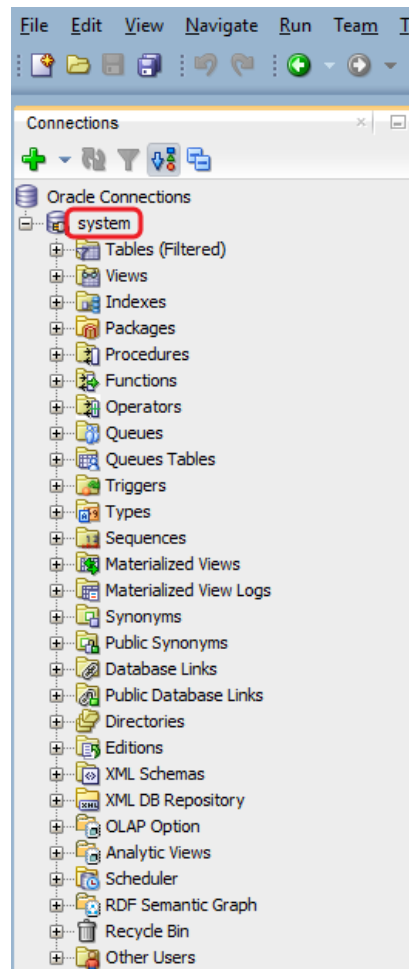 File Edit View Navigate Run Team T
Connections
Oracle Connections
system
Tables (Filtered)
Views
Indexes
Packages
Procedures
Functions
Operators
Queues
Queues Tables
Triggers
Types
Sequences
Materialized Views
Materialized View Logs
Synonyms
Public Synonyms
Database Links
Public Database Links
Directories
Editions
XML Schemas
XML DB Repository
OLAP Option
Analytic Views
Scheduler
RDF Semantic Graph
Recycle Bin
Other Users